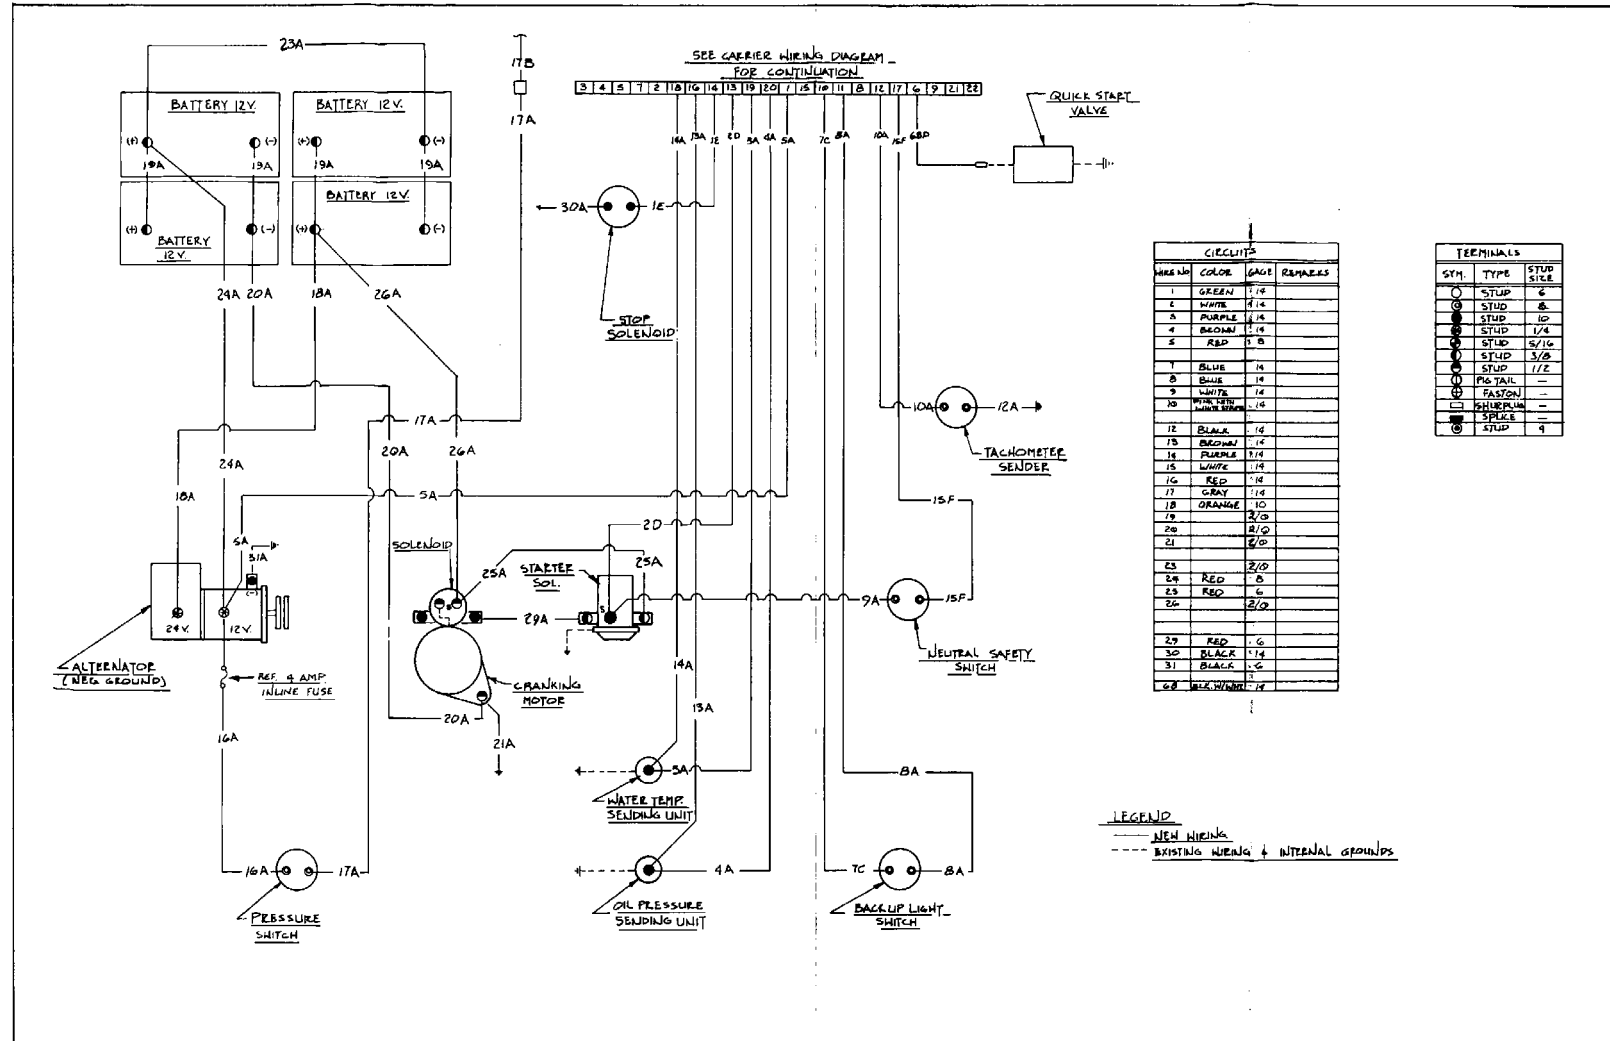 SEE CARRIER WIRING DIAGRAM
FOR CONTINUATION
3 4 5 7 2 18 16 14 13 19 20 1 15 10 11 8 12 17 6 9 21 22
23A
17B
17A
BATTERY 12V.
BATTERY 12V.
(+) (-) (+) (-)
19A 19A 19A 19A
BATTERY
12V.
BATTERY 12V.
(+) (-) (+) (-)
14A 13A 1E 2D 3A 4A 5A 7C 8A 10A 15F 68D
QUICK START
VALVE
30A
1E
STOP
SOLENOID
24A 20A 18A 26A
17A
24A
20A
26A
10A
12A
TACHOMETER
SENDER
18A
5A
15F
5A
31A
(-)
24V.
12V.
ALTERNATOR
(NEG GROUND)
REF. 4 AMP
INLINE FUSE
SOLENOID
25A
S
STARTER
SOL.
2D
25A
S
29A
9A
15F
NEUTRAL SAFETY
SWITCH
CRANKING
MOTOR
20A
21A
16A
14A
13A
3A
WATER TEMP.
SENDING UNIT
8A
16A
17A
PRESSURE
SWITCH
4A
OIL PRESSURE
SENDING UNIT
7C
8A
BACKUP LIGHT
SWITCH
CIRCUITS
WIRE NO COLOR GAGE REMARKS
1 GREEN 14
2 WHITE 14
3 PURPLE 14
4 BROWN 14
5 RED 8
7 BLUE 14
8 BLUE 14
9 WHITE 14
10 PINK WITH WHITE STRIPE 14
12 BLACK 14
13 BROWN 14
14 PURPLE 14
15 WHITE 14
16 RED 14
17 GRAY 14
18 ORANGE 10
19 2/0
20 2/0
21 2/0
23 2/0
24 RED 8
25 RED 6
26 2/0
29 RED 6
30 BLACK 14
31 BLACK 6
68 BLK.W/WHT 14
TERMINALS
SYM. TYPE STUD SIZE
STUD 6
STUD 8
STUD 10
STUD 1/4
STUD 5/16
STUD 3/8
STUD 1/2
PIG TAIL —
FASTON —
SHURPLUG —
SPLICE —
STUD 4
LEGEND
NEW WIRING
EXISTING WIRING & INTERNAL GROUNDS